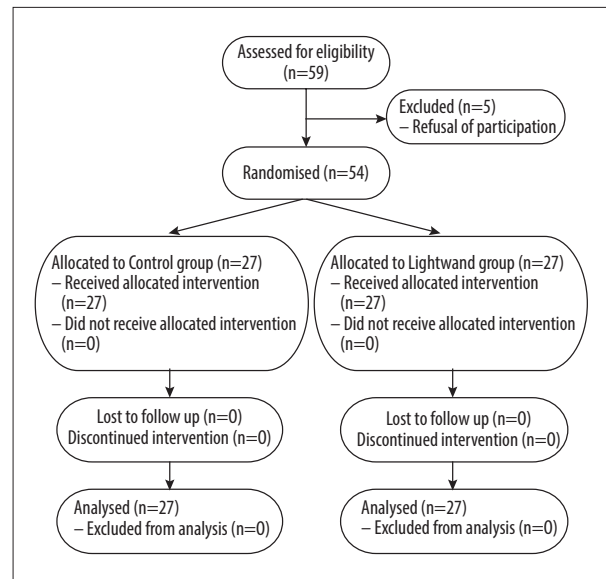 Assessed for eligibility
(n=59)
Excluded (n=5)
– Refusal of participation
Randomised (n=54)
Allocated to Control group (n=27)
– Received allocated intervention
(n=27)
– Did not receive allocated intervention
(n=0)
Allocated to Lightwand group (n=27)
– Received allocated intervention
(n=27)
– Did not receive allocated intervention
(n=0)
Lost to follow up (n=0)
Discontinued intervention (n=0)
Lost to follow up (n=0)
Discontinued intervention (n=0)
Analysed (n=27)
– Excluded from analysis (n=0)
Analysed (n=27)
– Excluded from analysis (n=0)